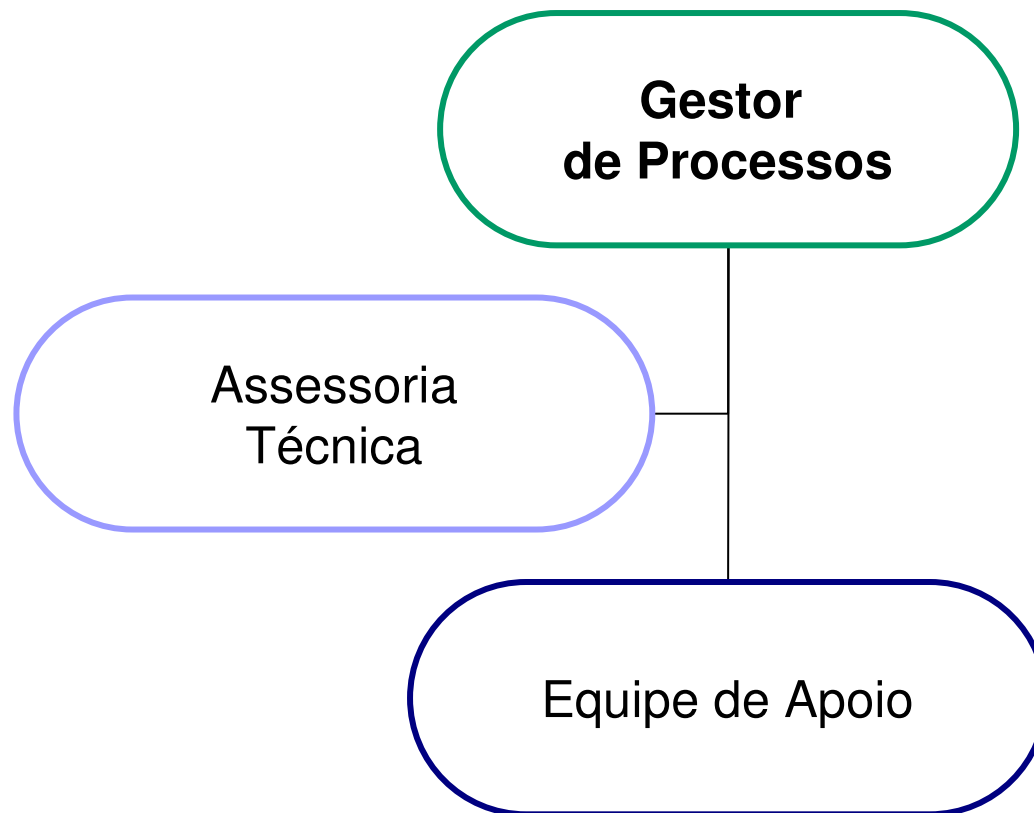 Gestor
de Processos
Assessoria
Técnica
Equipe de Apoio